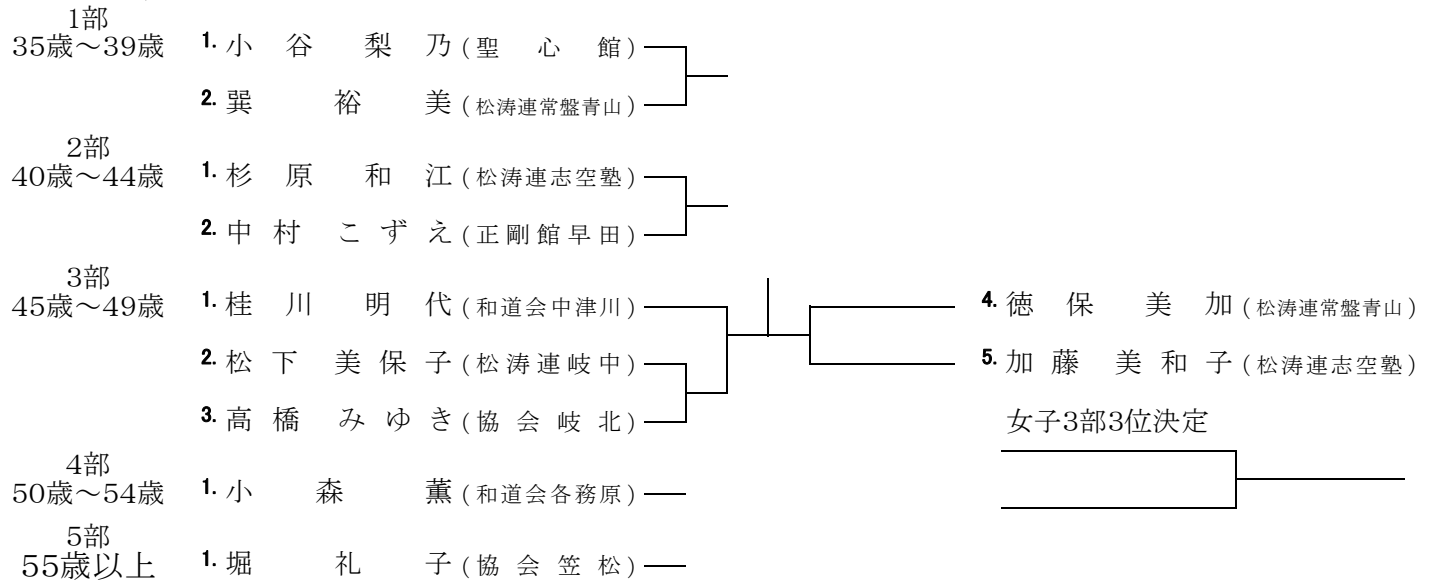 1部
35歳～39歳 1. 小谷 梨乃 (聖心館)
2. 巽 裕美 (松涛連常盤青山)
2部
40歳～44歳 1. 杉原 和江 (松涛連志空塾)
2. 中村 こずえ (正剛館早田)
3部
45歳～49歳 1. 桂川 明代 (和道会中津川) 4. 徳保 美加 (松涛連常盤青山)
2. 松下 美保子 (松涛連岐中) 5. 加藤 美和子 (松涛連志空塾)
3. 高橋 みゆき (協会岐北) 女子3部3位決定
4部
50歳～54歳 1. 小森 薫 (和道会各務原)
5部
55歳以上 1. 堀 礼子 (協会笠松)